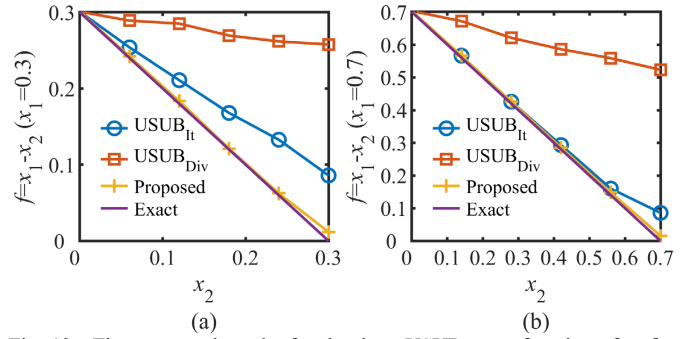 0.3
0.2
0.1
0
f=x1-x2 (x1=0.3)
USUBIt
USUBDiv
Proposed
Exact
0 0.1 0.2 0.3
x2
(a)
0.7
0.6
0.5
0.4
0.3
0.2
0.1
0
f=x1-x2 (x1=0.7)
USUBIt
USUBDiv
Proposed
Exact
0 0.1 0.2 0.3 0.4 0.5 0.6 0.7
x2
(b)